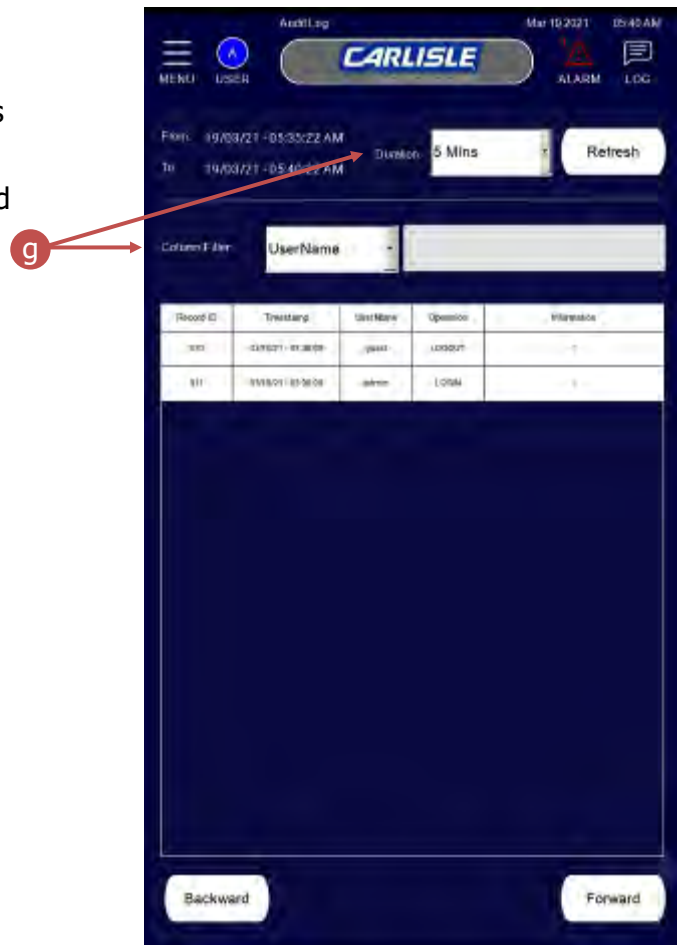 Audit Log Mar 19 2021 05:40 AM
MENU USER CARLISLE ALARM LOG
s
From: 19/03/21 - 05:35:22 AM
Duration 5 Mins Refresh
To 19/03/21 - 05:40:22 AM
d
g
Column Filter UserName
Record ID Timestamp UserName Operation Information
guest LOGOUT -
511 admin LOGIN -
Backward Forward